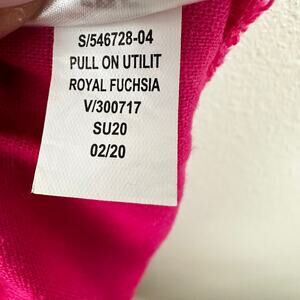 S/546728-04
PULL ON UTILIT
ROYAL FUCHSIA
V/300717
SU20
02/20